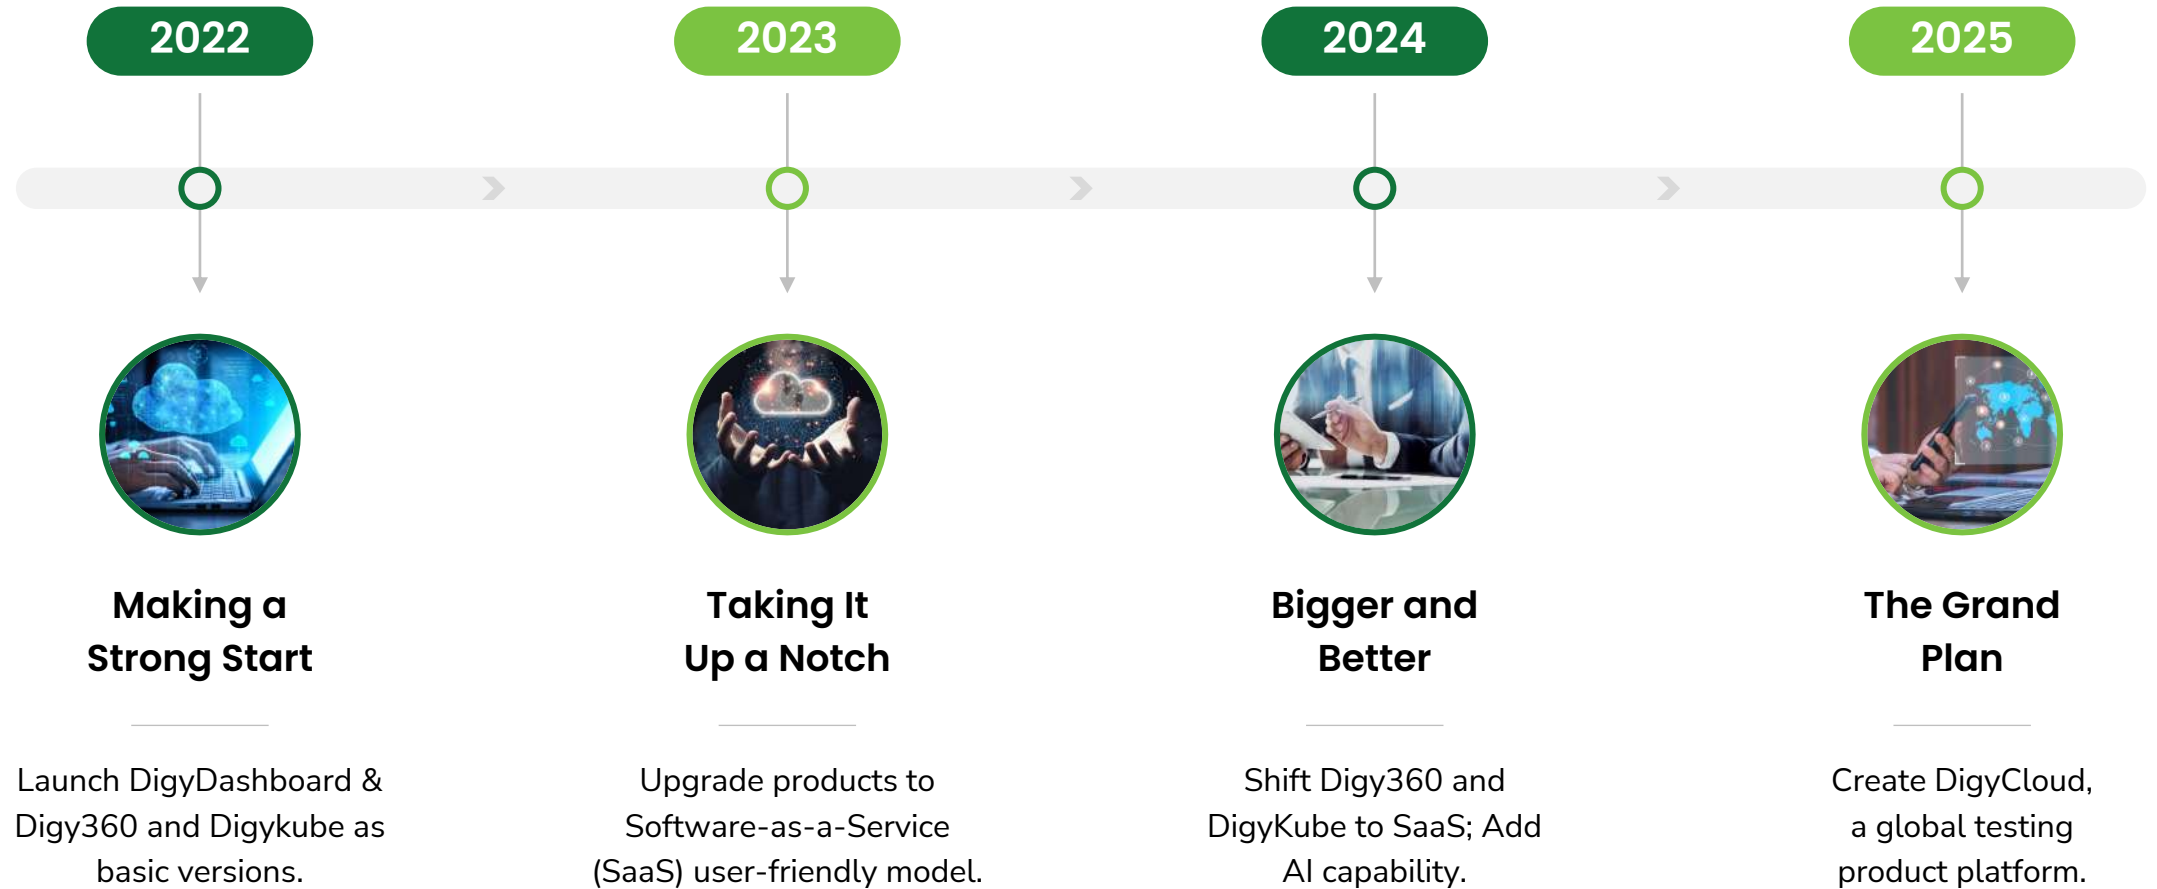 2022
2023
2024
2025
Making a
Strong Start
Launch DigyDashboard &
Digy360 and Digykube as
basic versions.
Taking It
Up a Notch
Upgrade products to
Software-as-a-Service
(SaaS) user-friendly model.
Bigger and
Better
Shift Digy360 and
DigyKube to SaaS; Add
AI capability.
The Grand
Plan
Create DigyCloud,
a global testing
product platform.